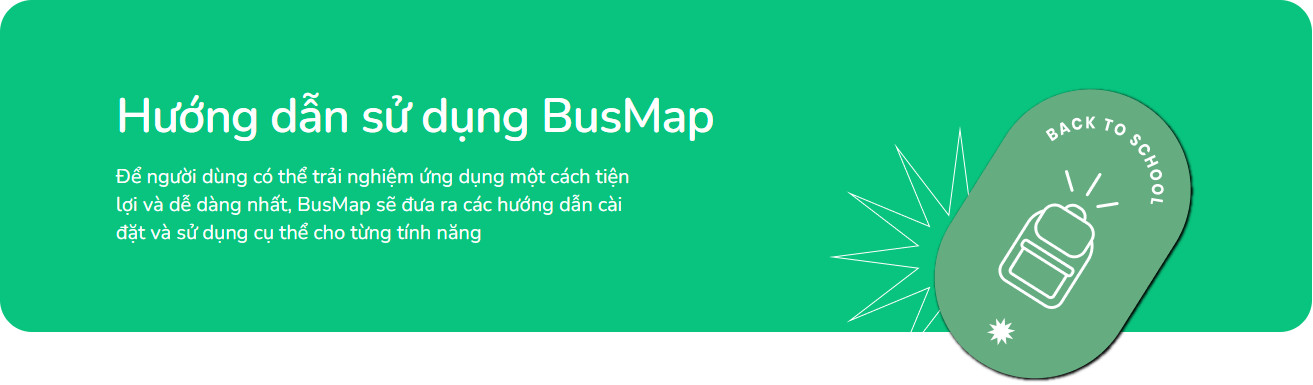 Hướng dẫn sử dụng BusMap
Để người dùng có thể trải nghiệm ứng dụng một cách tiện
lợi và dễ dàng nhất, BusMap sẽ đưa ra các hướng dẫn cài
đặt và sử dụng cụ thể cho từng tính năng
BACK TO SCHOOL